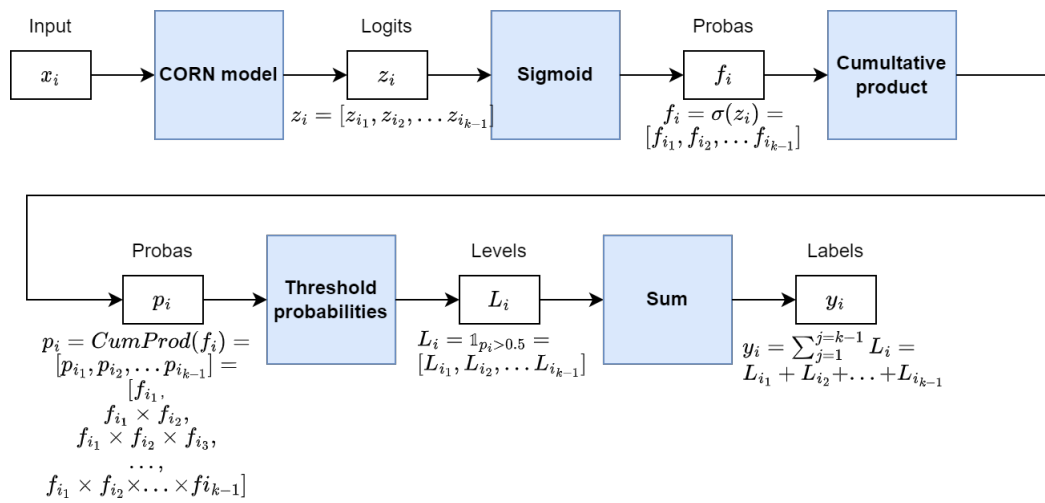 Input
x_i
CORN model
Logits
z_i
z_i = [z_{i_1}, z_{i_2}, … z_{i_{k−1}}]
Sigmoid
Probas
f_i
f_i = σ(z_i) =
[f_{i_1}, f_{i_2}, … f_{i_{k−1}}]
Cumultative
product
Probas
p_i
p_i = CumProd(f_i) =
[p_{i_1}, p_{i_2}, … p_{i_{k−1}}] =
[f_{i_1},
f_{i_1} × f_{i_2},
f_{i_1} × f_{i_2} × f_{i_3},
…,
f_{i_1} × f_{i_2} × … × fi_{k−1}]
Threshold
probabilities
Levels
L_i
L_i = 𝟙_{p_i>0.5} =
[L_{i_1}, L_{i_2}, … L_{i_{k−1}}]
Sum
Labels
y_i
y_i = ∑_{j=1}^{j=k−1} L_i =
L_{i_1} + L_{i_2} + … + L_{i_{k−1}}